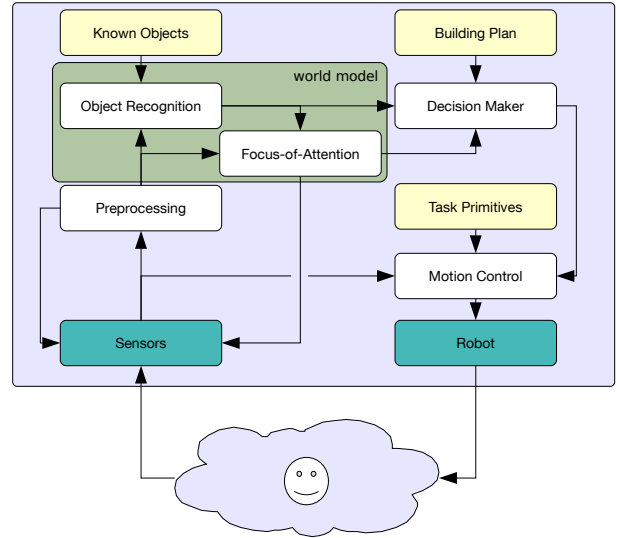 Known Objects
Building Plan
world model
Object Recognition
Decision Maker
Focus-of-Attention
Preprocessing
Task Primitives
Motion Control
Sensors
Robot